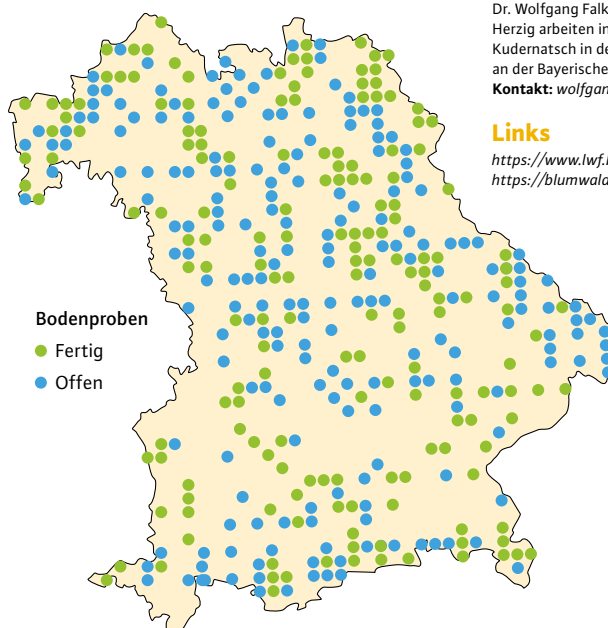 Dr. Wolfgang Falk
Herzig arbeiten in
Kudernatsch in de
an der Bayerische
Kontakt: wolfgan
Links
https://www.lwf.
https://blumwald
Bodenproben
Fertig
Offen